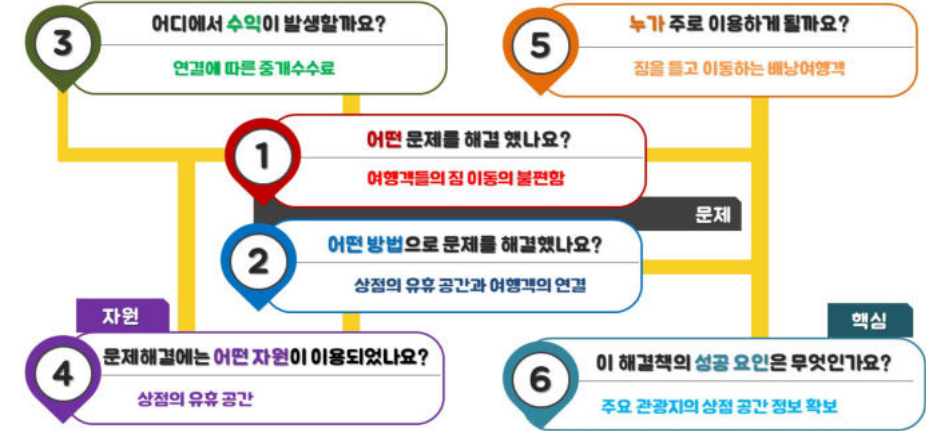 3
어디에서 수익이 발생할까요?
연결에 따른 중개수수료
5
누가 주로 이용하게 될까요?
짐을 들고 이동하는 배낭여행객
1
어떤 문제를 해결 했나요?
여행객들의 짐 이동의 불편함
문제
2
어떤 방법으로 문제를 해결했나요?
상점의 유휴 공간과 여행객의 연결
자원
4
문제해결에는 어떤 자원이 이용되었나요?
상점의 유휴 공간
핵심
6
이 해결책의 성공 요인은 무엇인가요?
주요 관광지의 상점 공간 정보 확보